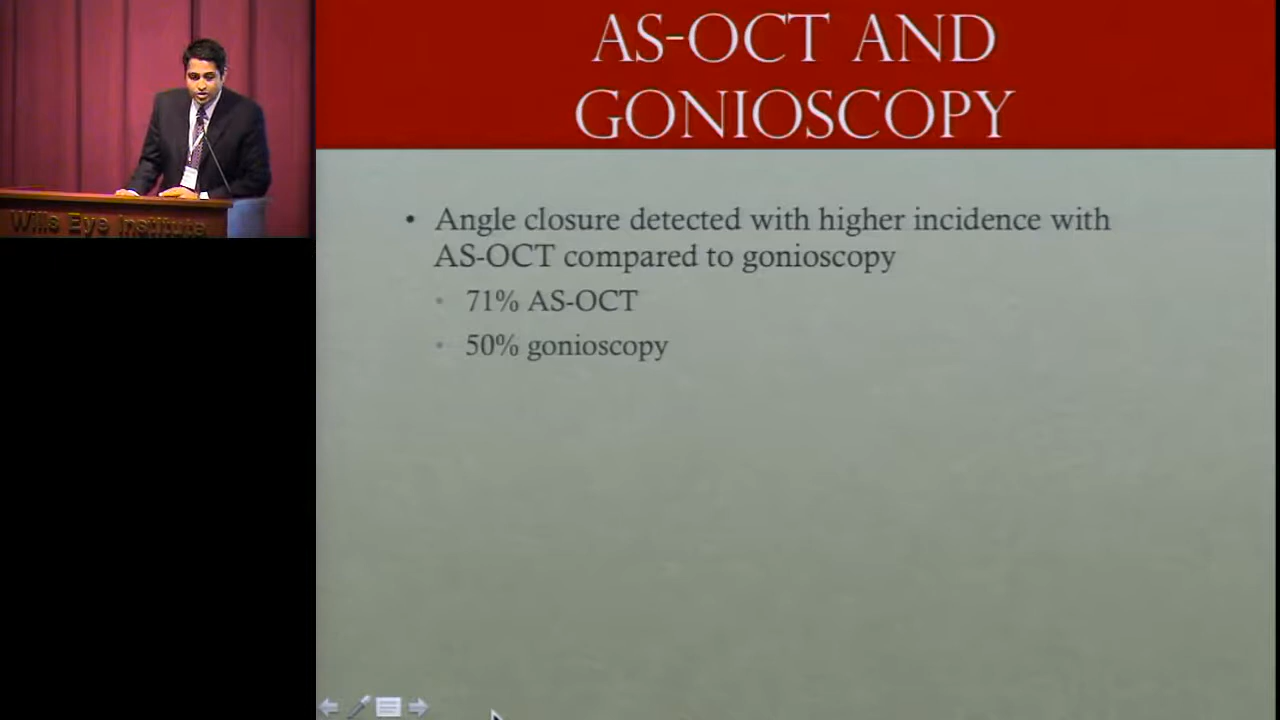 AS-OCT AND
GONIOSCOPY
• Angle closure detected with higher incidence with
AS-OCT compared to gonioscopy
• 71% AS-OCT
• 50% gonioscopy
Wills Eye Institute